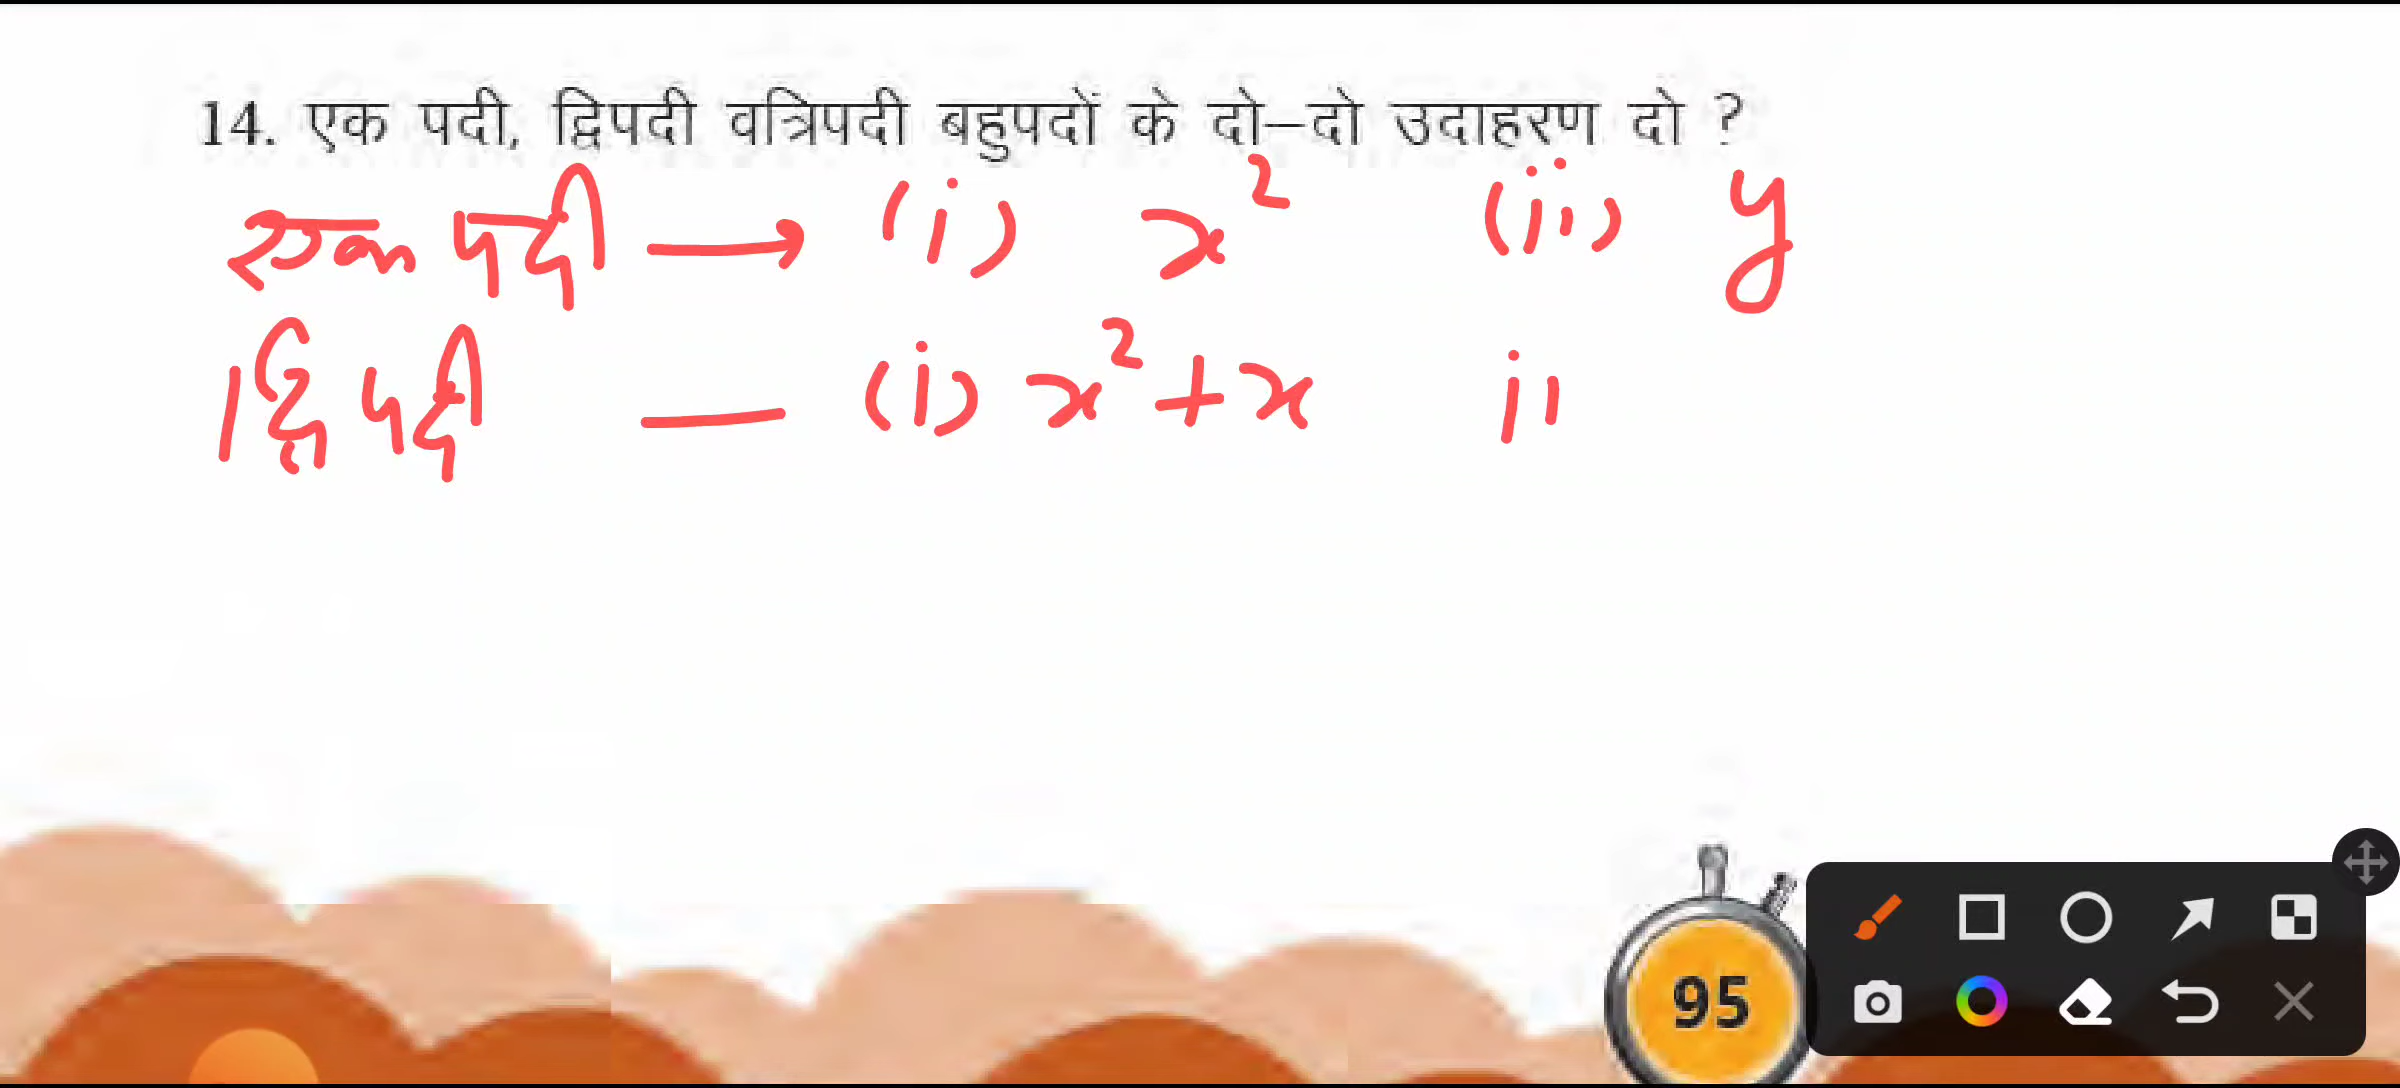 14. एक पदी, द्विपदी वत्रिपदी बहुपदों के दो–दो उदाहरण दो ?
एक पदी → (i) x² (ii) y
द्विपदी — (i) x²+x ii
95